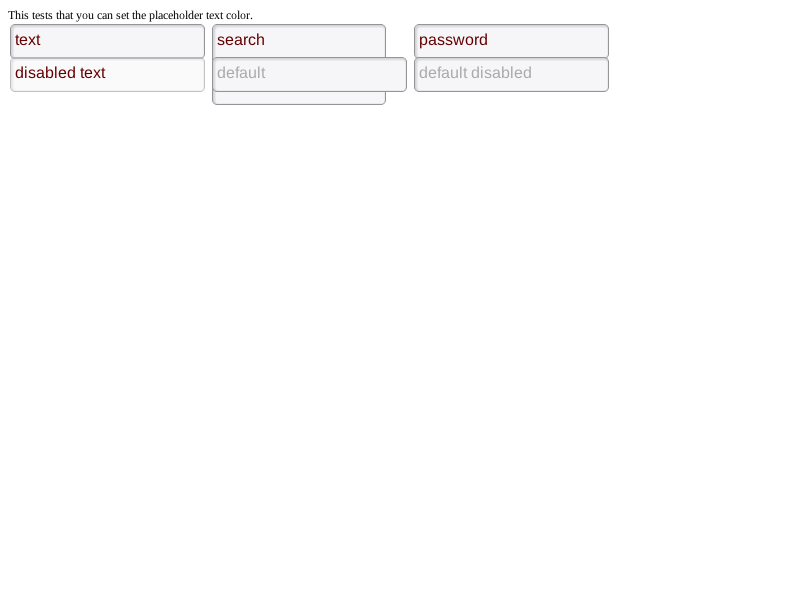 This tests that you can set the placeholder text color.
text search password
disabled text default default disabled